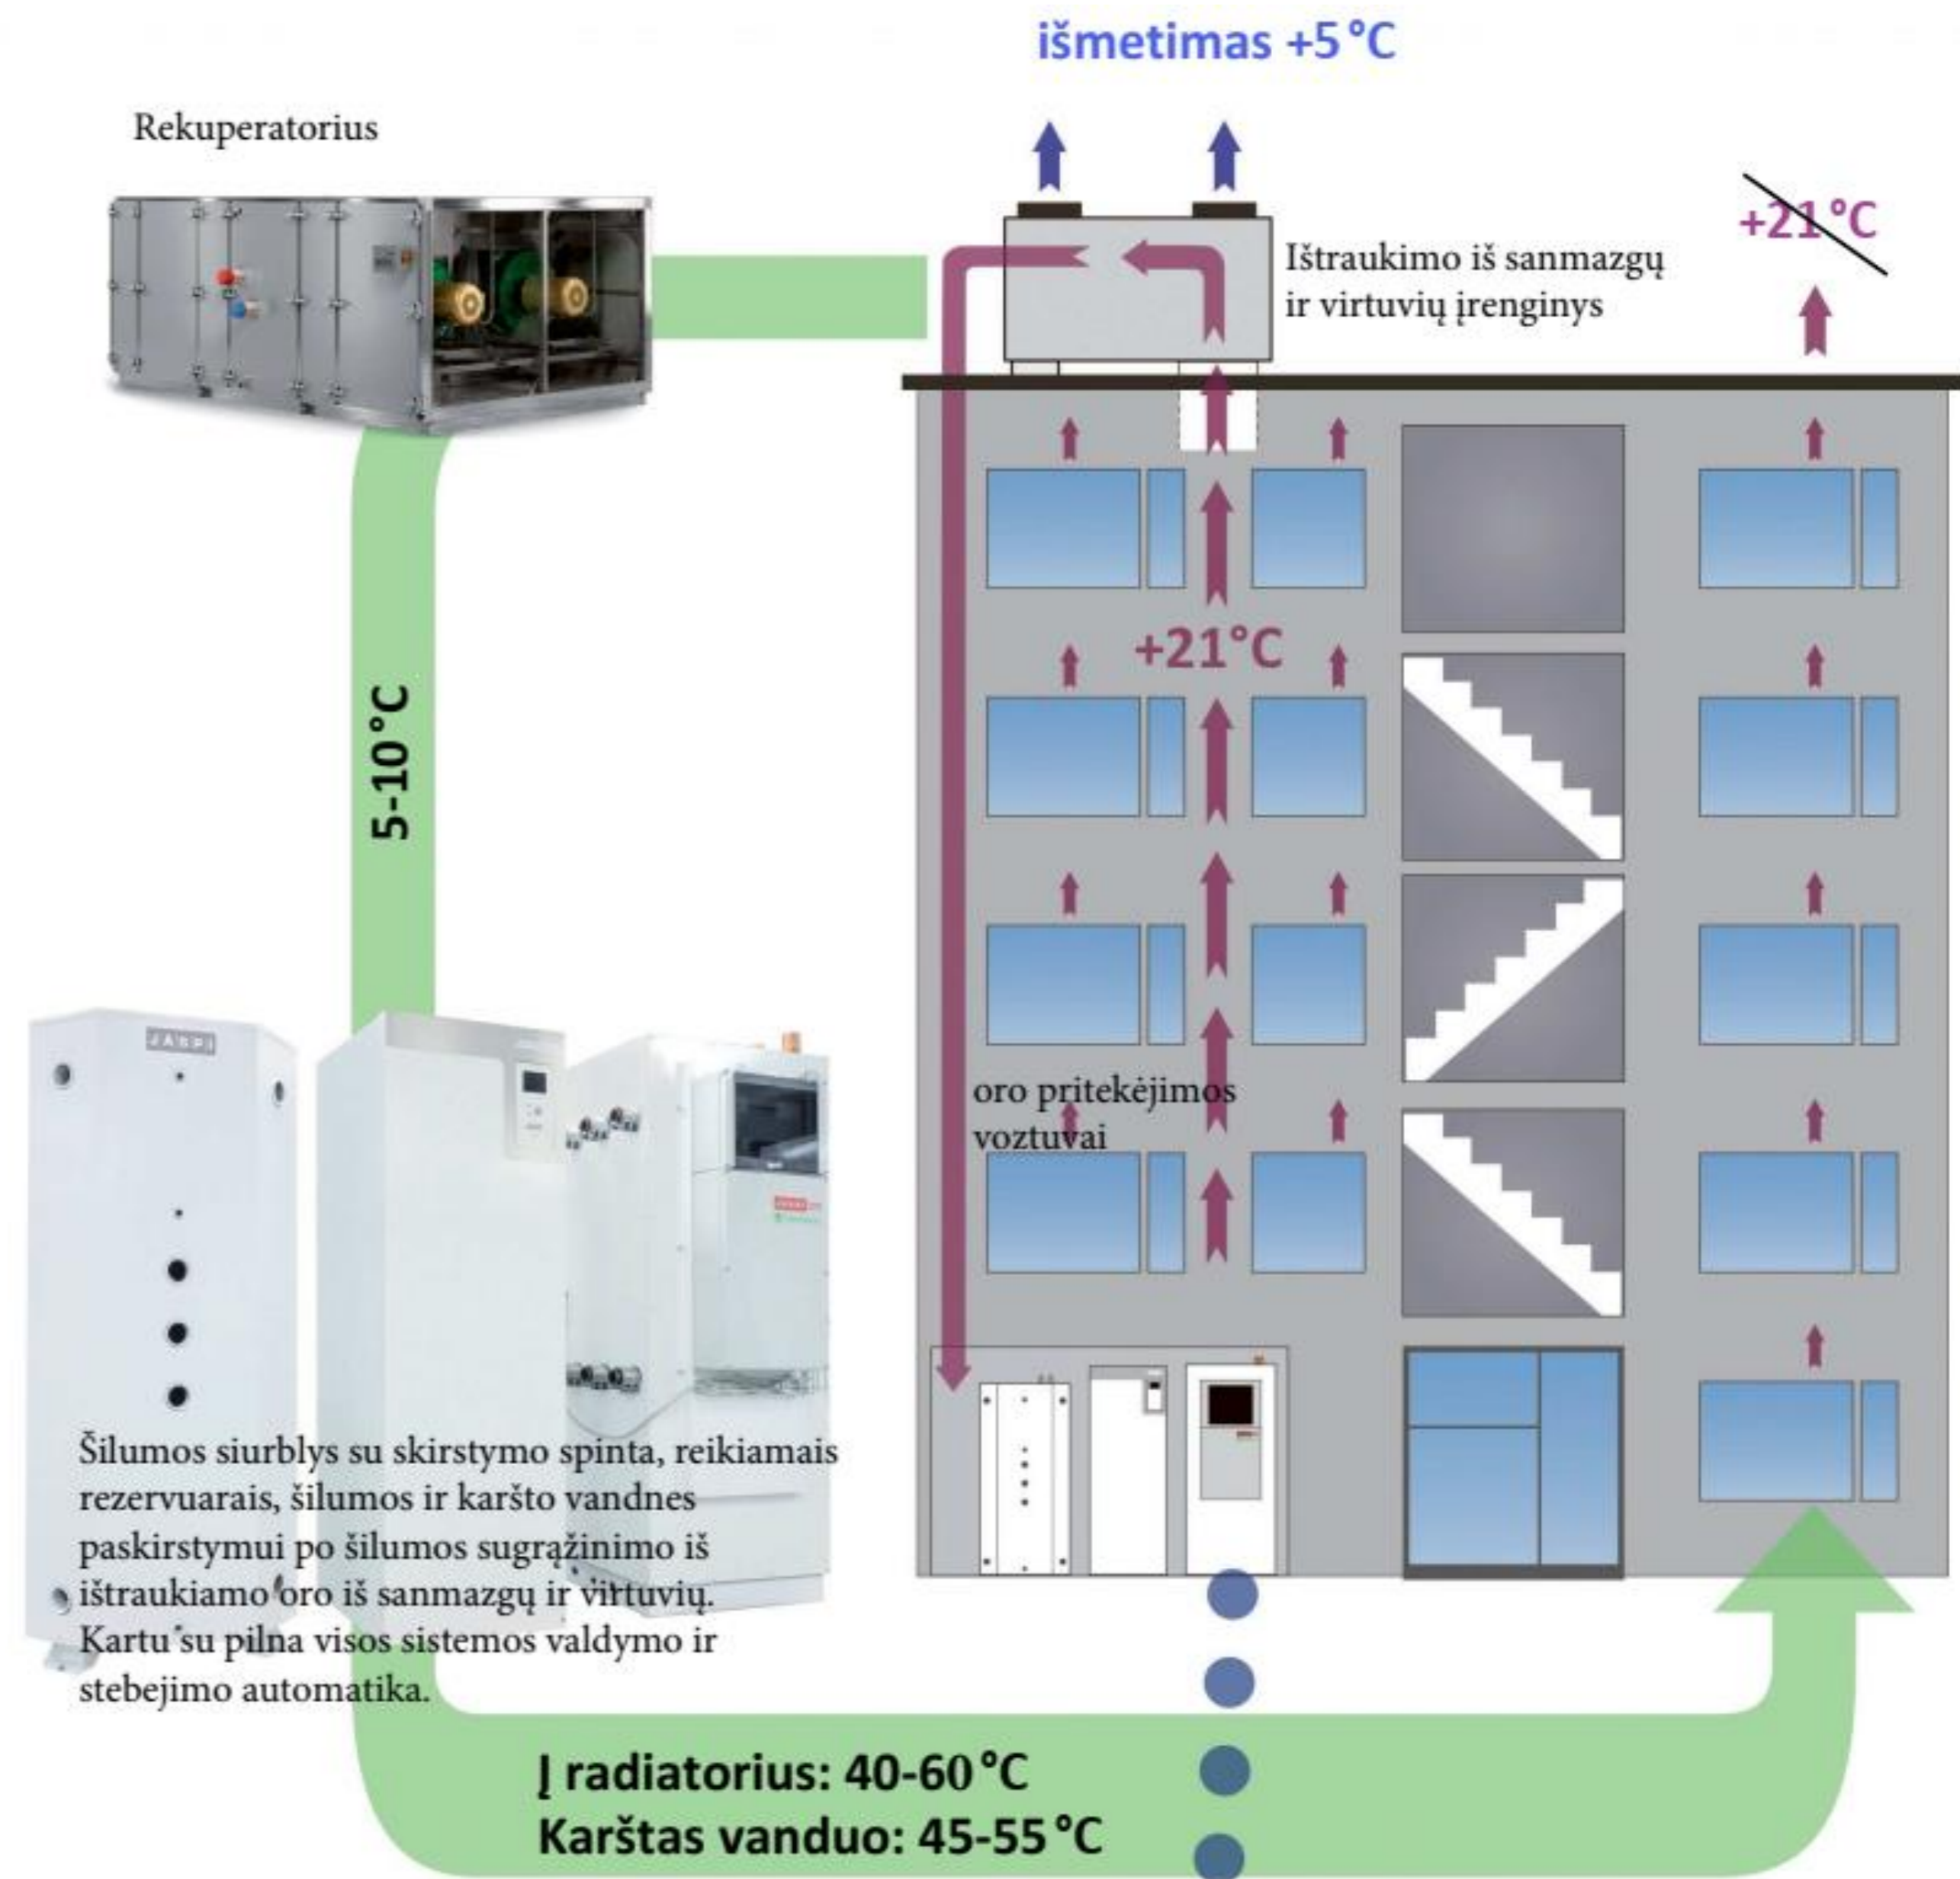 išmetimas +5°C
Rekuperatorius
+21°C
Ištraukimo iš sanmazgų
ir virtuvių įrenginys
+21°C
5-10°C
JASPI
oro pritekėjimos
voztuvai
Šilumos siurblys su skirstymo spinta, reikiamais
rezervuarais, šilumos ir karšto vandnes
paskirstymui po šilumos sugrąžinimo iš
ištraukiamo oro iš sanmazgų ir virtuvių.
Kartu su pilna visos sistemos valdymo ir
stebejimo automatika.
Į radiatorius: 40-60°C
Karštas vanduo: 45-55°C